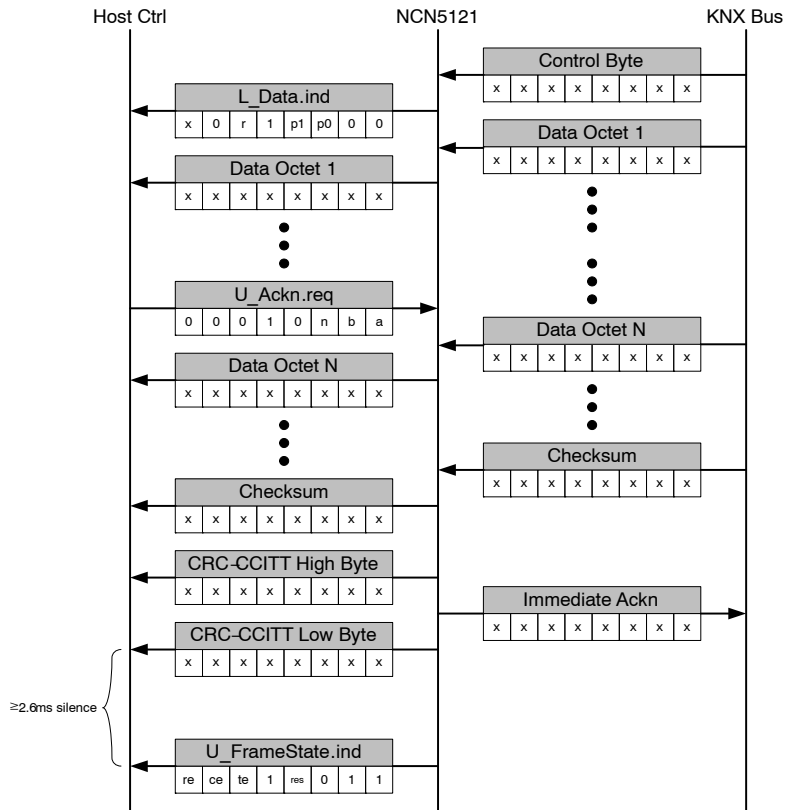 Host Ctrl NCN5121 KNX Bus
Control Byte
x x x x x x x x
L_Data.ind
x 0 r 1 p1 p0 0 0
Data Octet 1
x x x x x x x x
Data Octet 1
x x x x x x x x
U_Ackn.req
0 0 0 1 0 n b a
Data Octet N
x x x x x x x x
Data Octet N
x x x x x x x x
Checksum
x x x x x x x x
Checksum
x x x x x x x x
CRC-CCITT High Byte
x x x x x x x x
Immediate Ackn
x x x x x x x x
CRC-CCITT Low Byte
x x x x x x x x
≥2.6ms silence
U_FrameState.ind
re ce te 1 res 0 1 1